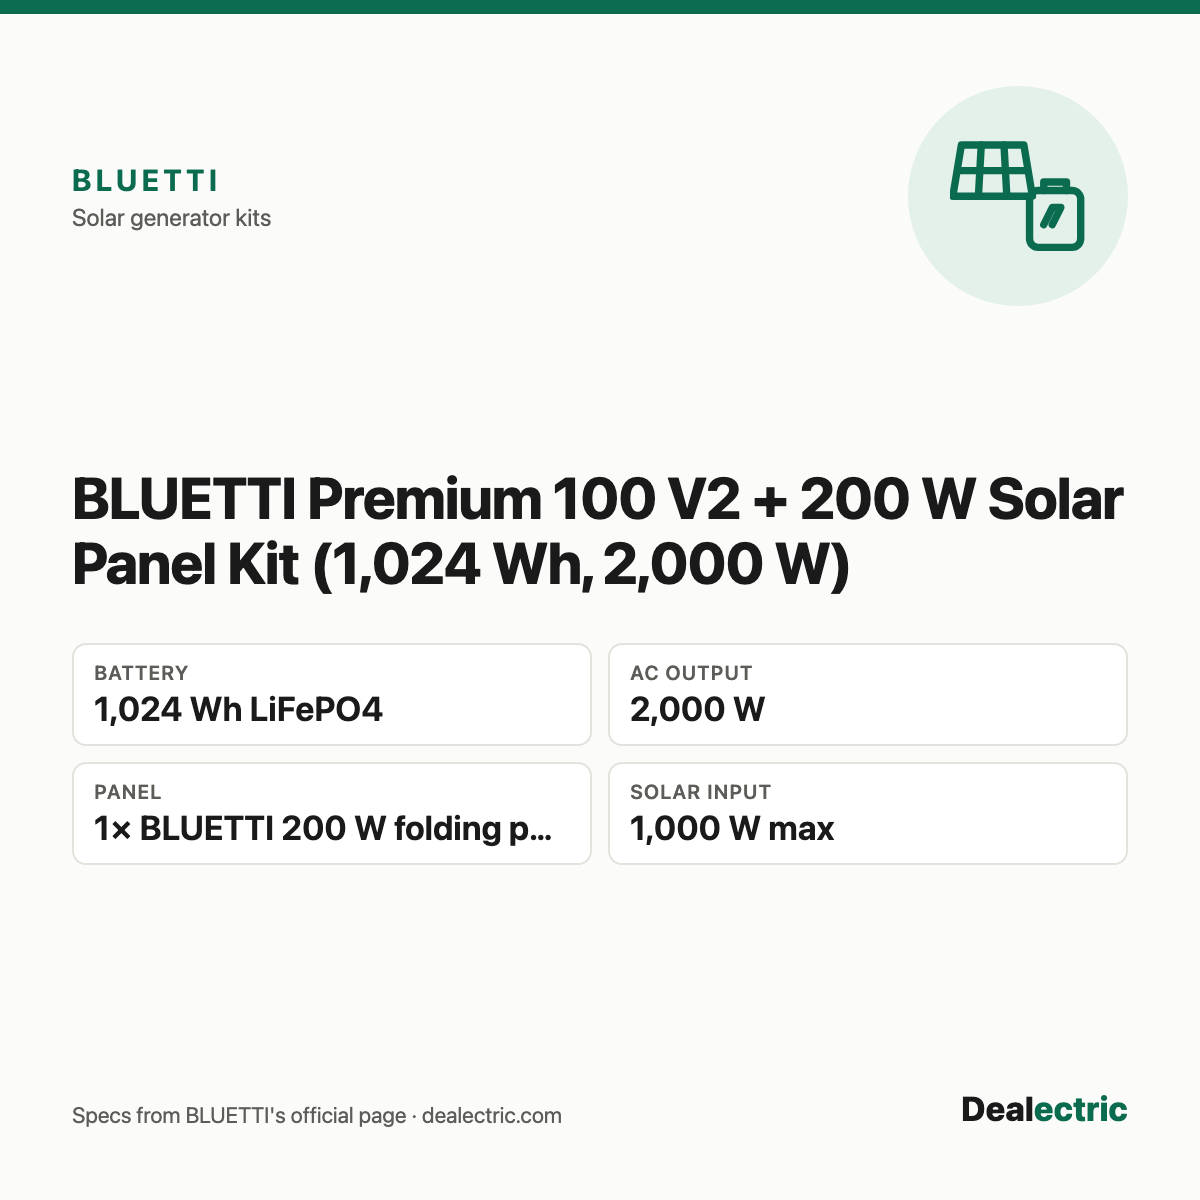 BLUETTI
Solar generator kits
BLUETTI Premium 100 V2 + 200 W Solar
Panel Kit (1,024 Wh, 2,000 W)
BATTERY
1,024 Wh LiFePO4
AC OUTPUT
2,000 W
PANEL
1× BLUETTI 200 W folding p...
SOLAR INPUT
1,000 W max
Specs from BLUETTI's official page · dealectric.com
Dealectric